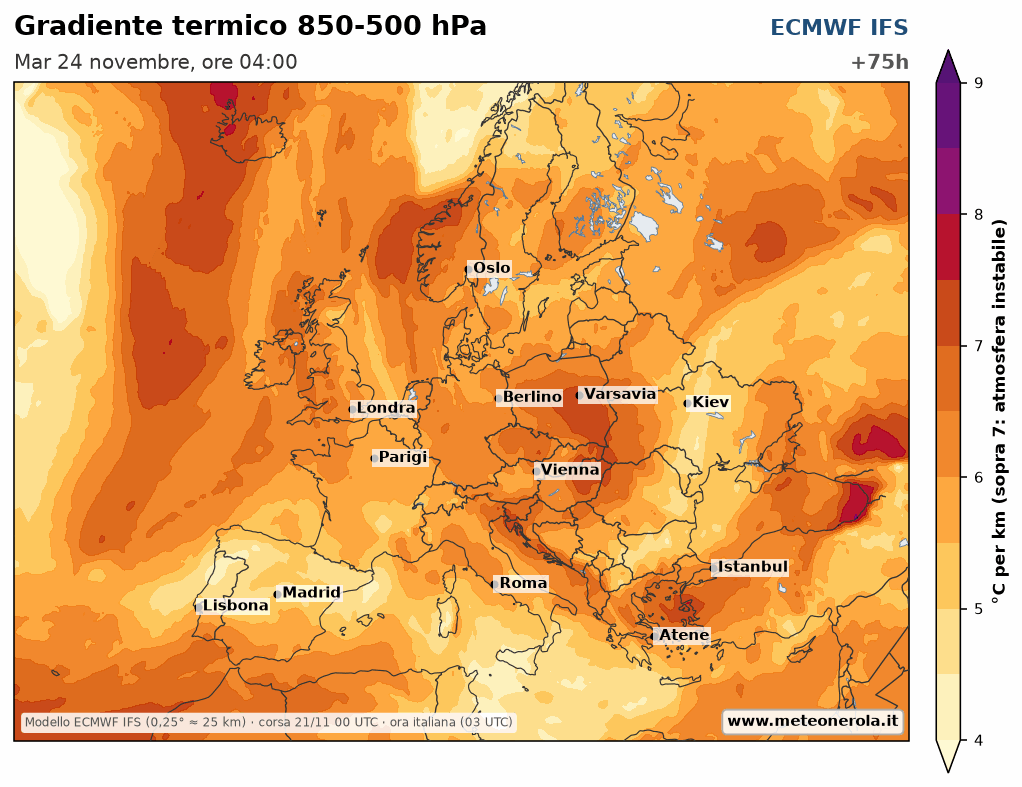 Gradiente termico 850-500 hPa
ECMWF IFS
Mar 24 novembre, ore 04:00
+75h
9
8
7
6
5
4
°C per km (sopra 7: atmosfera instabile)
Oslo
Berlino
Varsavia
Kiev
Londra
Parigi
Vienna
Istanbul
Roma
Madrid
Lisbona
Atene
Modello ECMWF IFS (0,25° ≈ 25 km) · corsa 21/11 00 UTC · ora italiana (03 UTC)
www.meteonerola.it